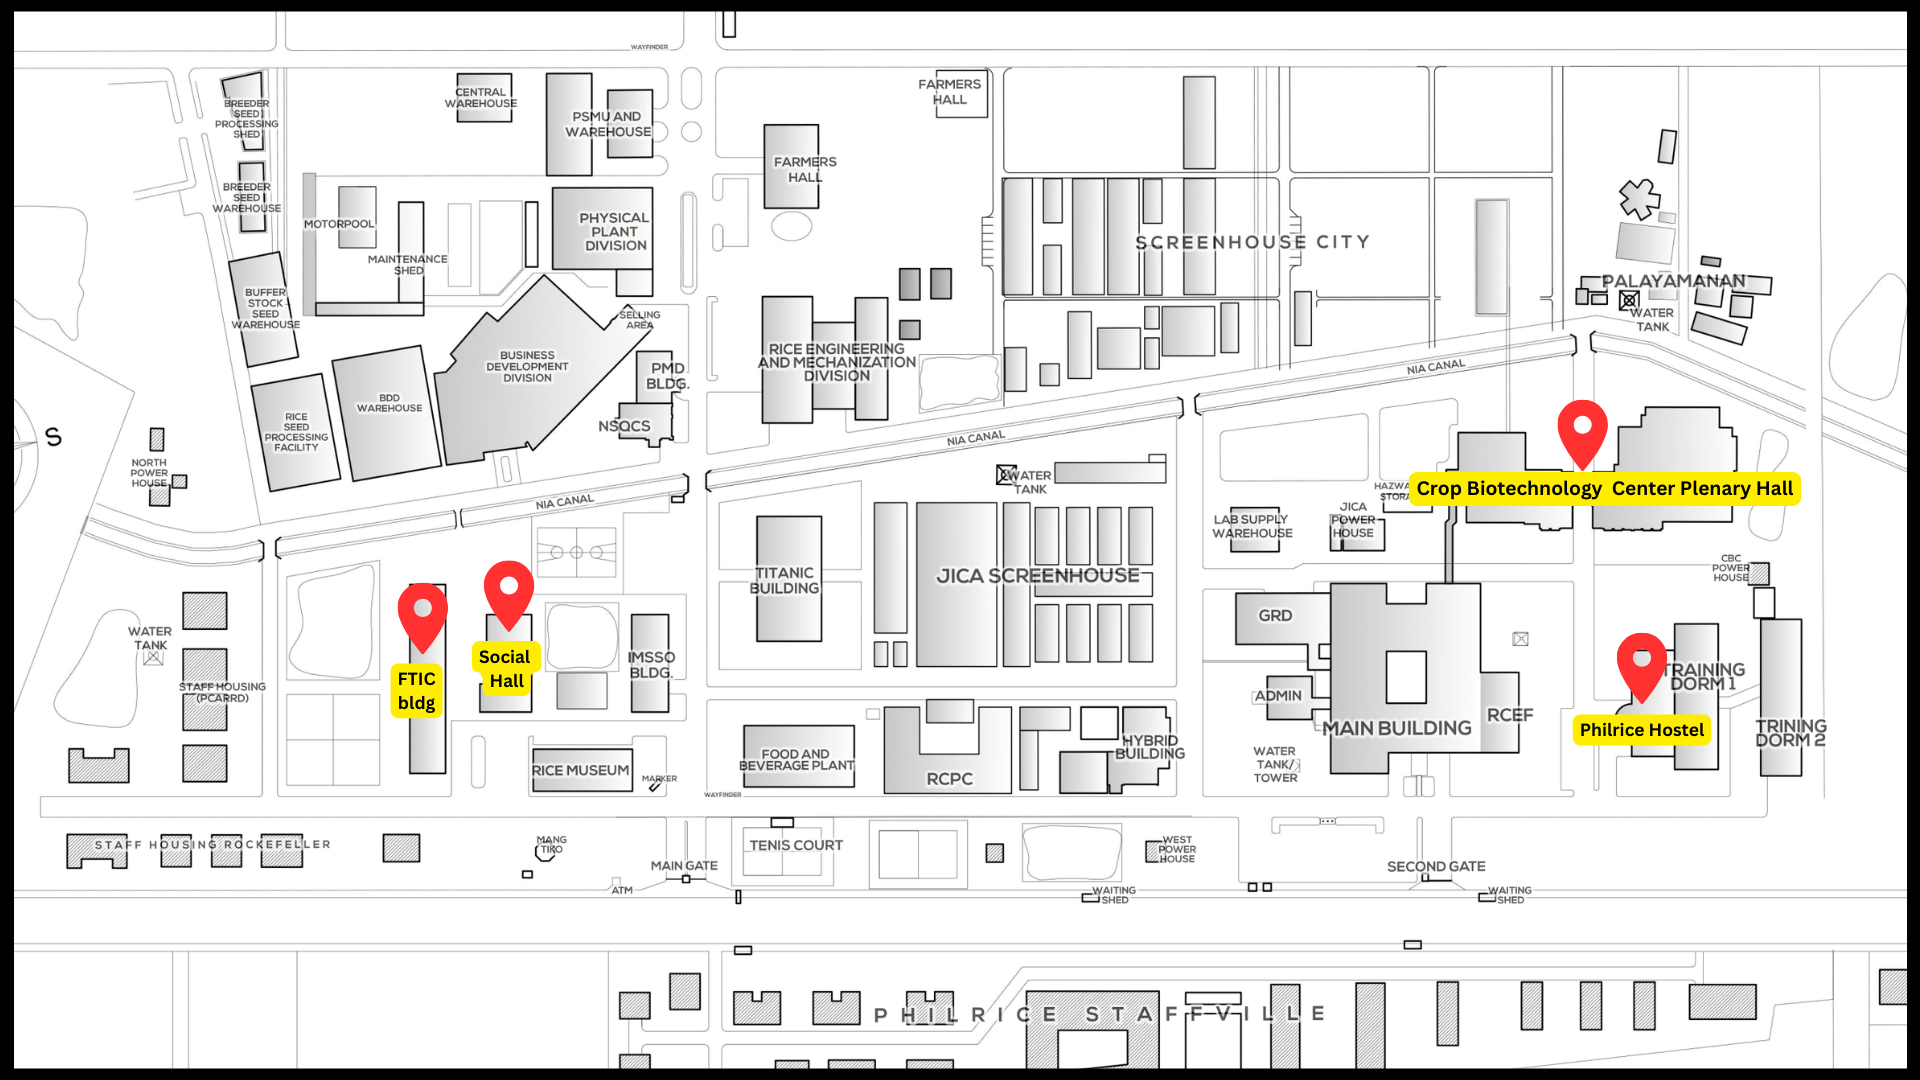 WAYFINDER
BREEDER
SEED
PROCESSING
SHED
CENTRAL
WAREHOUSE
PSMU AND
WAREHOUSE
FARMERS
HALL
FARMERS
HALL
BREEDER
SEED
WAREHOUSE
MOTORPOOL
MAINTENANCE
SHED
PHYSICAL
PLANT
DIVISION
SCREENHOUSE CITY
PALAYAMANAN
WATER
TANK
BUFFER
STOCK
SEED
WAREHOUSE
SELLING
AREA
BUSINESS
DEVELOPMENT
DIVISION
PMD
BLDG.
NSQCS
RICE ENGINEERING
AND MECHANIZATION
DIVISION
NIA CANAL
BDD
WAREHOUSE
RICE
SEED
PROCESSING
FACILITY
S
NORTH
POWER
HOUSE
NIA CANAL
NIA CANAL
WATER
TANK
Crop Biotechnology Center Plenary Hall
HAZWA
STORA
LAB SUPPLY
WAREHOUSE
JICA
POWER
HOUSE
CBC
POWER
HOUSE
TITANIC
BUILDING
JICA SCREENHOUSE
GRD
WATER
TANK
STAFF HOUSING
(PCARRD)
FTIC
bldg
Social
Hall
IMSSO
BLDG.
ADMIN
MAIN BUILDING
RCEF
TRAINING
DORM 1
Philrice Hostel
TRINING
DORM 2
RICE MUSEUM
MARKER
FOOD AND
BEVERAGE PLANT
RCPC
HYBRID
BUILDING
WATER
TANK/
TOWER
WAYFINDER
STAFF HOUSING ROCKEFELLER
MANG
TIKO
MAIN GATE
ATM
TENIS COURT
WEST
POWER
HOUSE
WAITING
SHED
SECOND GATE
WAITING
SHED
PHILRICE STAFFVILLE